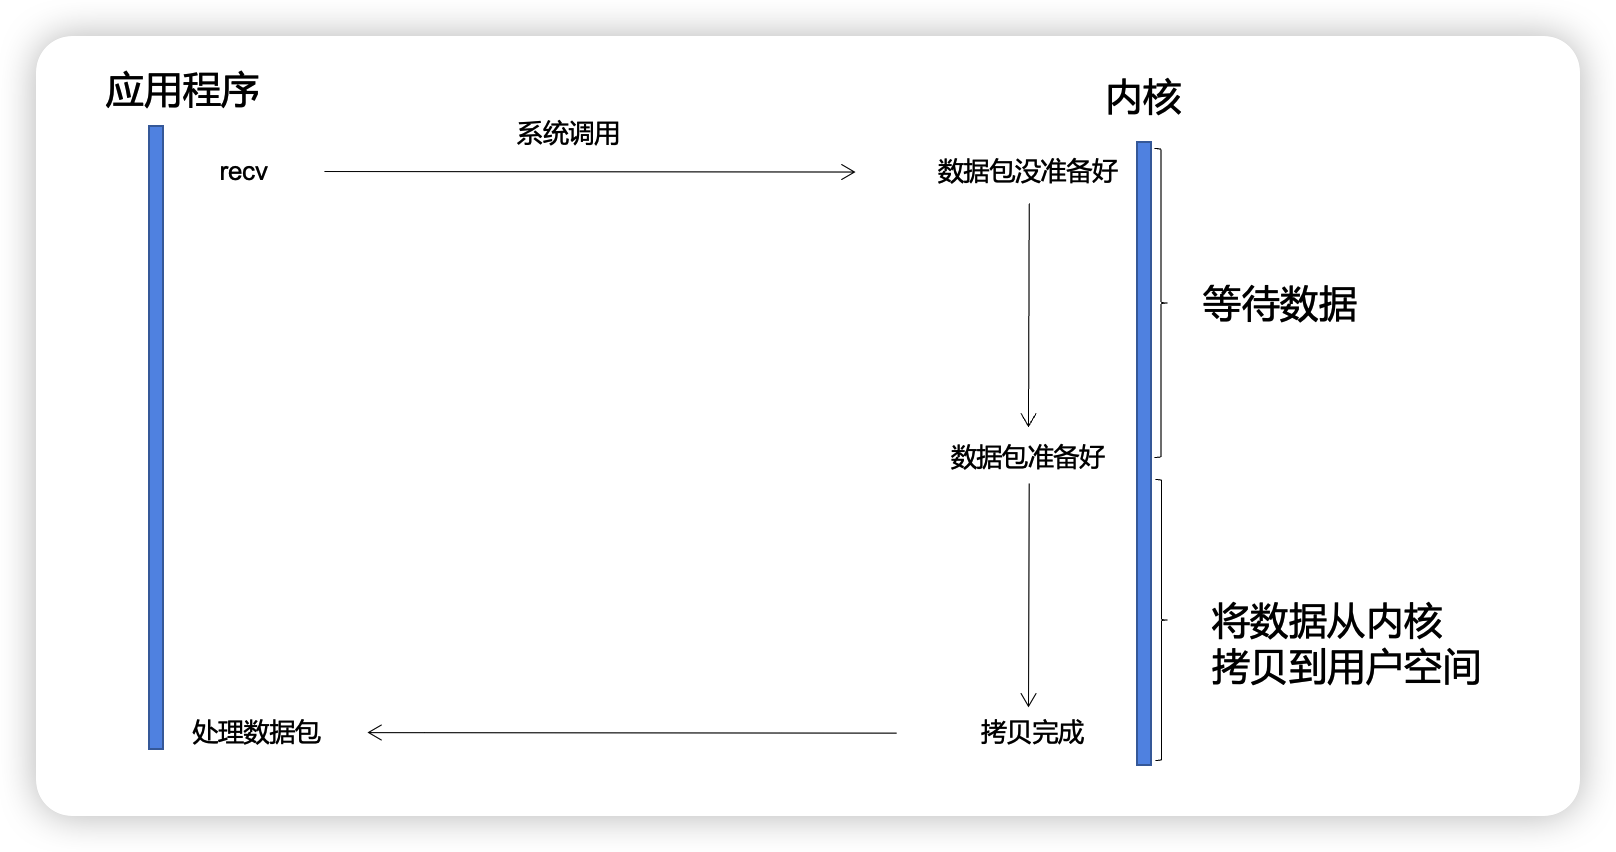 应用程序
内核
系统调用
recv
数据包没准备好
等待数据
数据包准备好
将数据从内核
拷贝到用户空间
处理数据包
拷贝完成